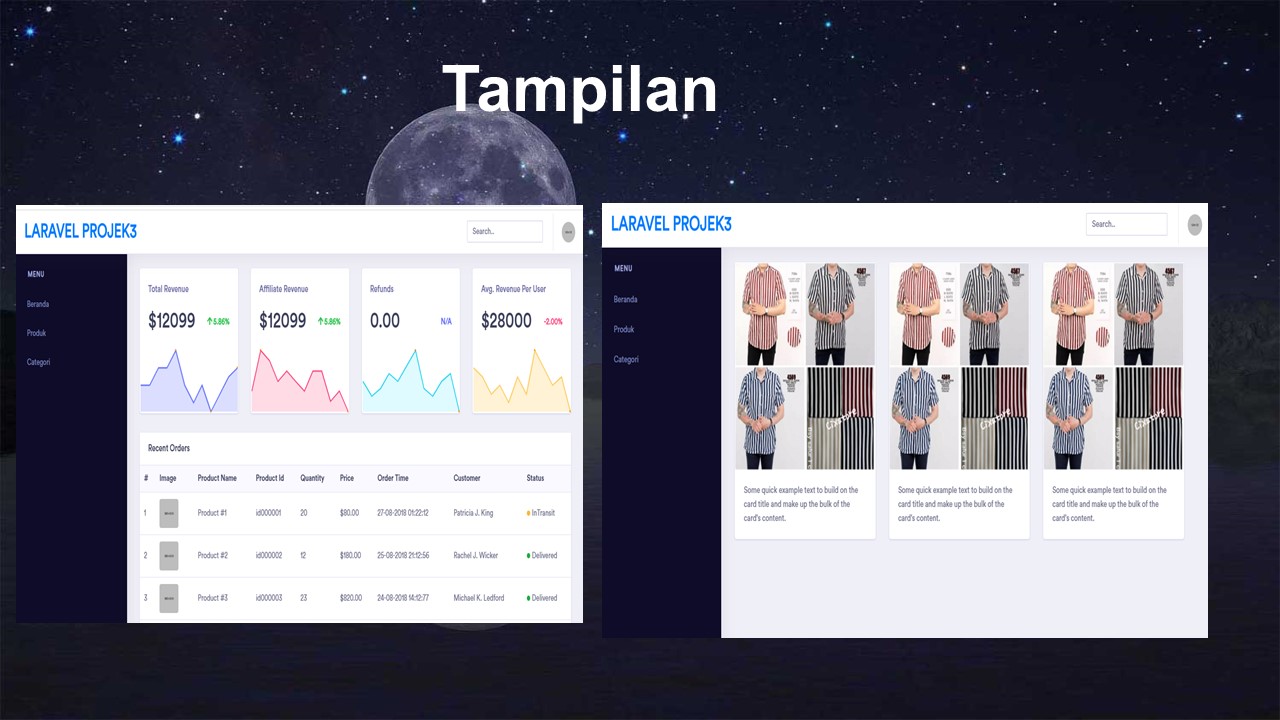 Tampilan
LARAVEL PROJEK3
Search..
MENU
Beranda
Produk
Categori
Total Revenue
$12099 5.86%
Affiliate Revenue
$12099 5.86%
Refunds
0.00 N/A
Avg. Revenue Per User
$28000 -2.00%
Recent Orders
# Image Product Name Product Id Quantity Price Order Time Customer Status
1 Product #1 id000001 20 $80.00 27-08-2018 01:22:12 Patricia J. King InTransit
2 Product #2 id000002 12 $180.00 25-08-2018 21:12:56 Rachel J. Wicker Delivered
3 Product #3 id000003 23 $820.00 24-08-2018 14:12:77 Michael K. Ledford Delivered
LARAVEL PROJEK3
Search..
MENU
Beranda
Produk
Categori
Some quick example text to build on the
card title and make up the bulk of the
card's content.
Some quick example text to build on the
card title and make up the bulk of the
card's content.
Some quick example text to build on the
card title and make up the bulk of the
card's content.